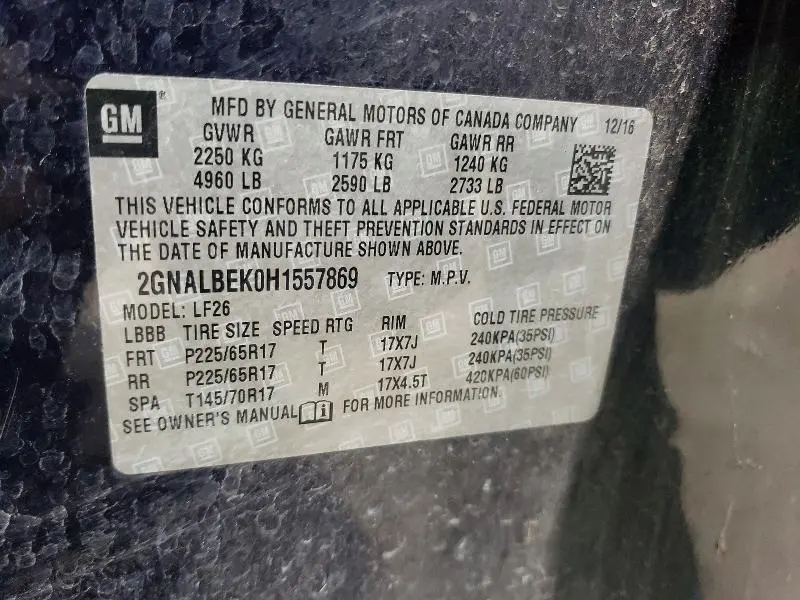 GM
MFD BY GENERAL MOTORS OF CANADA COMPANY 12/16
GVWR GAWR FRT GAWR RR
2250 KG 1175 KG 1240 KG
4960 LB 2590 LB 2733 LB
THIS VEHICLE CONFORMS TO ALL APPLICABLE U.S. FEDERAL MOTOR
VEHICLE SAFETY AND THEFT PREVENTION STANDARDS IN EFFECT ON
THE DATE OF MANUFACTURE SHOWN ABOVE.
2GNALBEK0H1557869 TYPE: M.P.V.
MODEL: LF26
LBBB TIRE SIZE SPEED RTG RIM COLD TIRE PRESSURE
FRT P225/65R17 T 17X7J 240KPA(35PSI)
RR P225/65R17 T 17X7J 240KPA(35PSI)
SPA T145/70R17 M 17X4.5T 420KPA(60PSI)
SEE OWNER'S MANUAL FOR MORE INFORMATION.